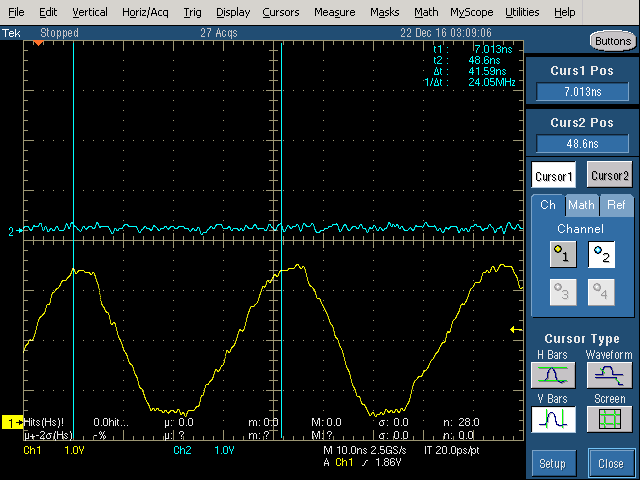 File Edit Vertical Horiz/Acq Trig Display Cursors Measure Masks Math MyScope Utilities Help
Tek Stopped 27 Acqs 22 Dec 16 03:09:06
Buttons
t1 : 7.013ns
t2 : 48.6ns
Δt : 41.59ns
1/Δt : 24.05MHz
Curs1 Pos
7.013ns
Curs2 Pos
48.6ns
Cursor1 Cursor2
Ch Math Ref
Channel
1 2
3 4
2
Cursor Type
H Bars Waveform
V Bars Screen
Setup Close
1
Hits(Hs)! 0.0hit... µ: 0.0 m: 0.0 M: 0.0 σ: 0.0 n: 28.0
µ+-2σ(Hs) -% µ: ? m: ? M: ? σ: 0.0 n: 0.0
Ch1 1.0V Ch2 1.0V M 10.0ns 2.5GS/s IT 20.0ps/pt
A Ch1 1.86V